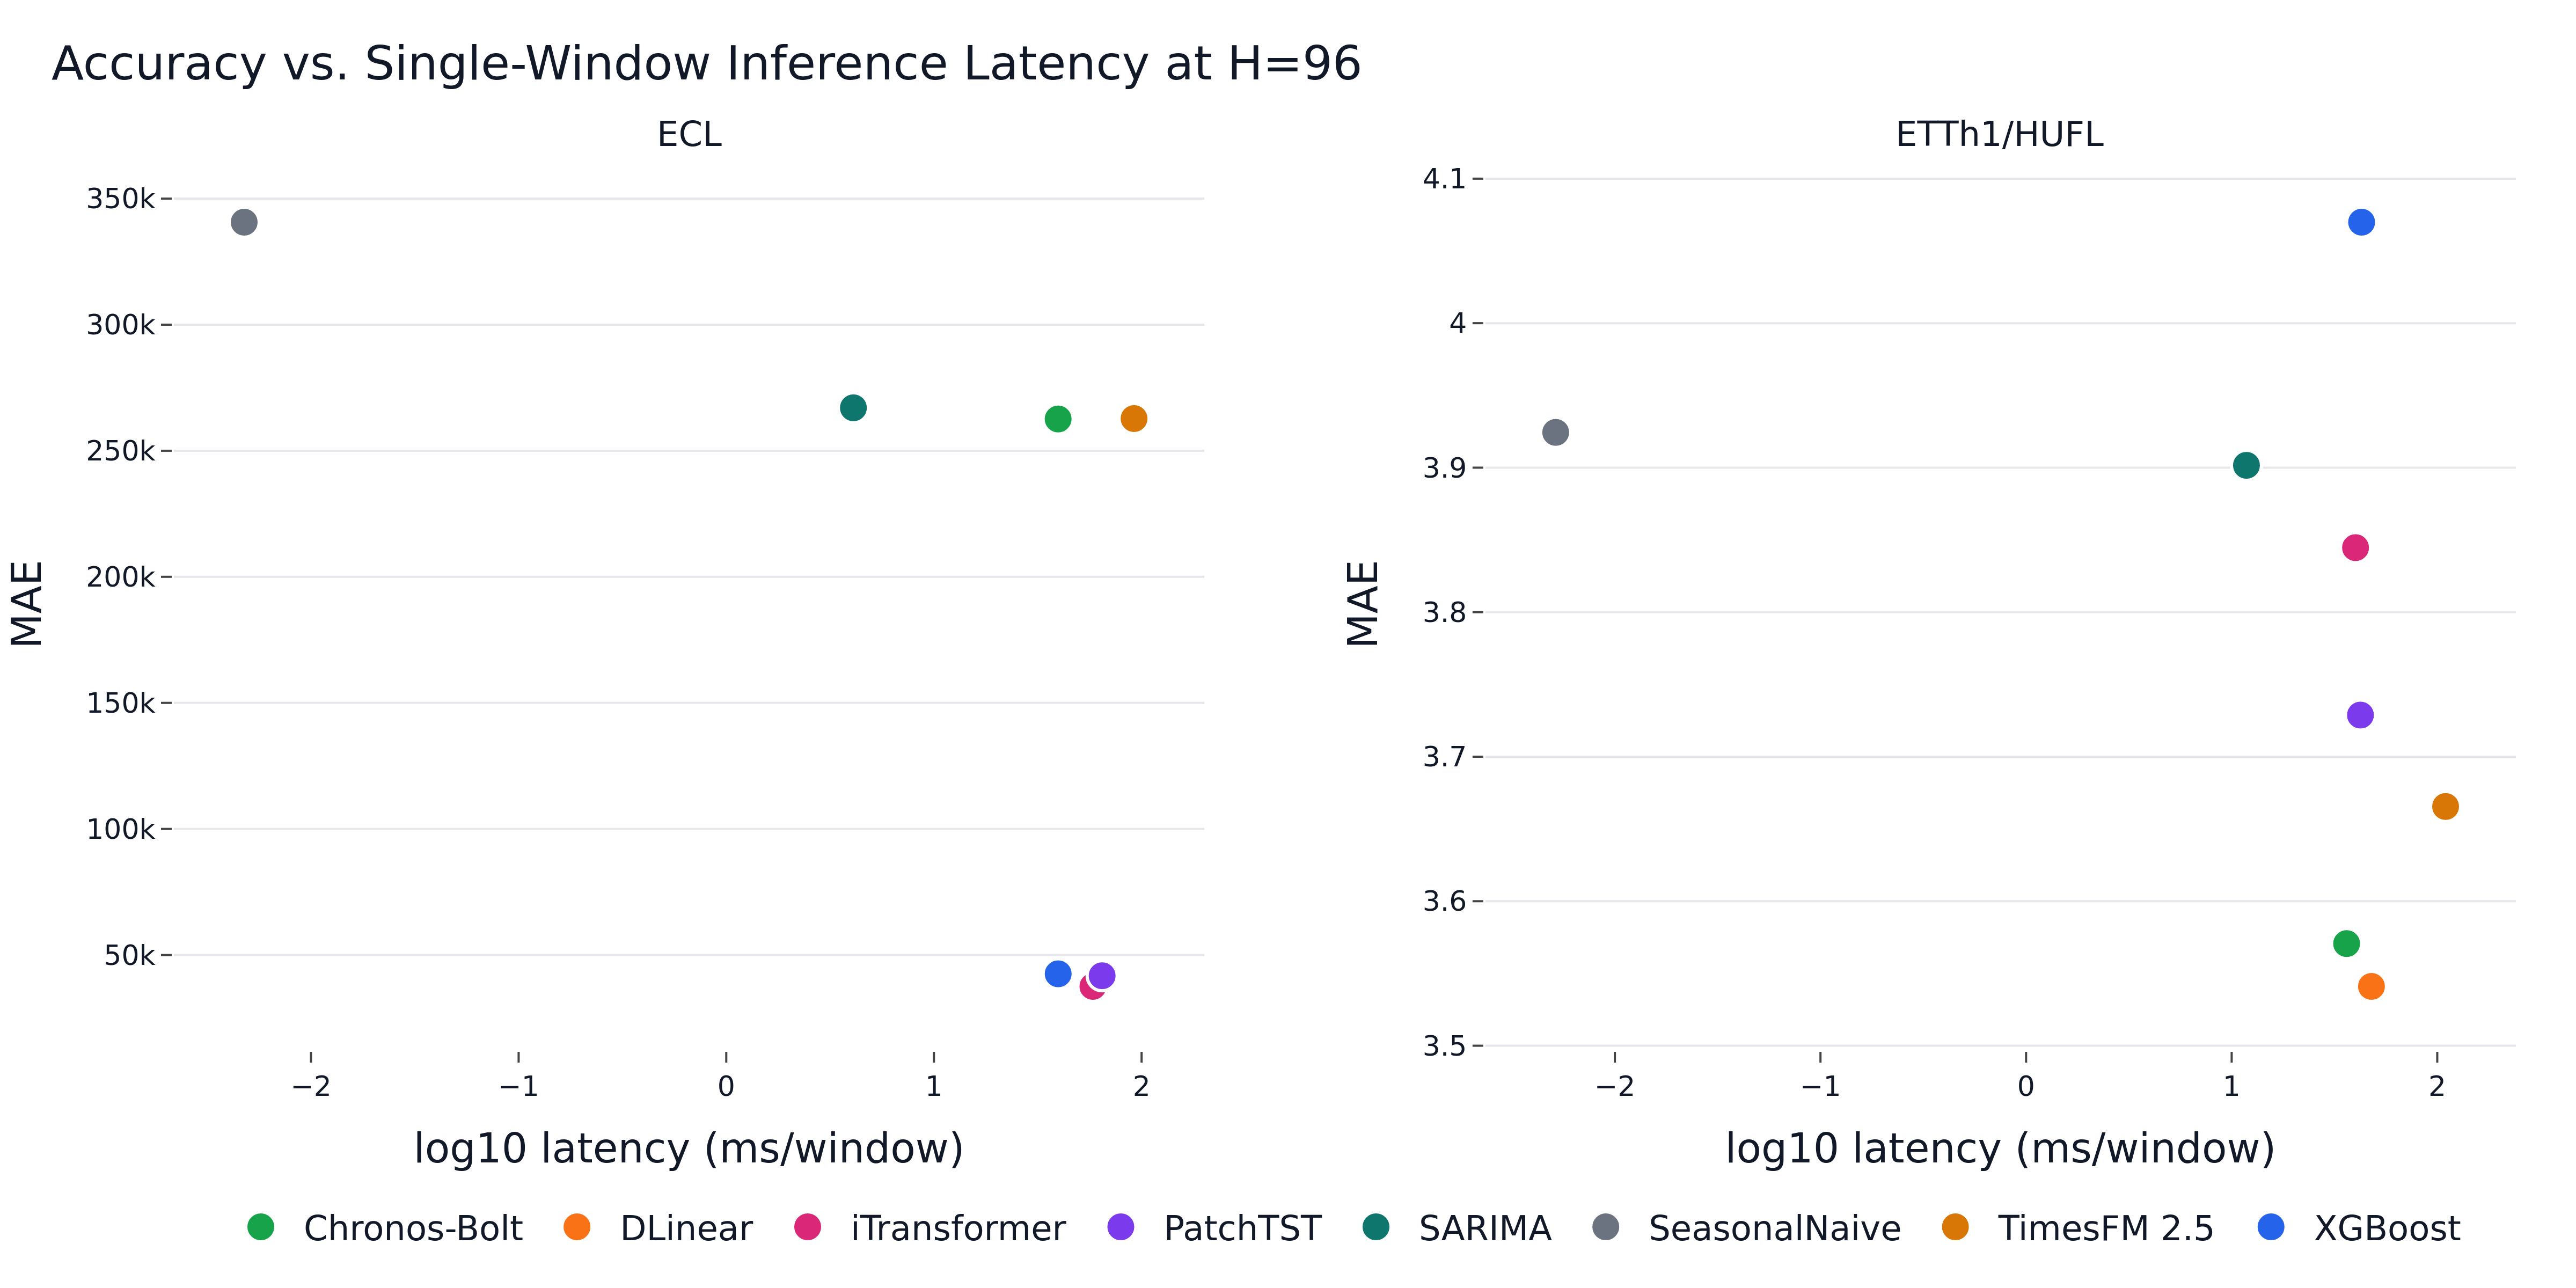 Accuracy vs. Single-Window Inference Latency at H=96
ECL
350k
300k
250k
200k
150k
100k
50k
MAE
−2
−1
0
1
2
log10 latency (ms/window)
ETTh1/HUFL
4.1
4
3.9
3.8
3.7
3.6
3.5
MAE
−2
−1
0
1
2
log10 latency (ms/window)
Chronos-Bolt DLinear iTransformer PatchTST SARIMA SeasonalNaive TimesFM 2.5 XGBoost